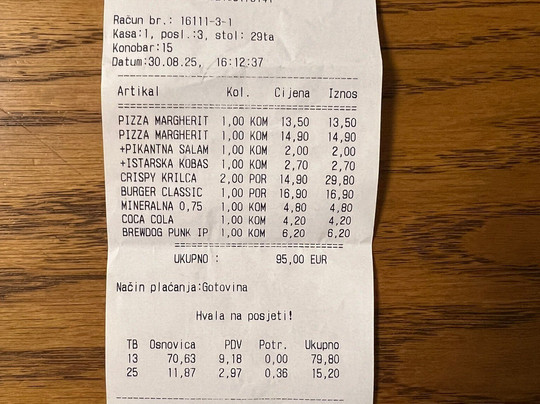 Račun br.: 16111-3-1
Kasa:1, posl.:3, stol: 29ta
Konobar:15
Datum:30.08.25, 16:12:37
Artikal Kol. Cijena Iznos
PIZZA MARGHERIT 1,00 KOM 13,50 13,50
PIZZA MARGHERIT 1,00 KOM 14,90 14,90
+PIKANTNA SALAM 1,00 KOM 2,00 2,00
+ISTARSKA KOBAS 1,00 KOM 2,70 2,70
CRISPY KRILCA 2,00 POR 14,90 29,80
BURGER CLASSIC 1,00 POR 16,90 16,90
MINERALNA 0,75 1,00 KOM 4,80 4,80
COCA COLA 1,00 KOM 4,20 4,20
BREWDOG PUNK IP 1,00 KOM 6,20 6,20
UKUPNO : 95,00 EUR
Način plaćanja:Gotovina
Hvala na posjeti!
TB Osnovica PDV Potr. Ukupno
13 70,63 9,18 0,00 79,80
25 11,87 2,97 0,36 15,20